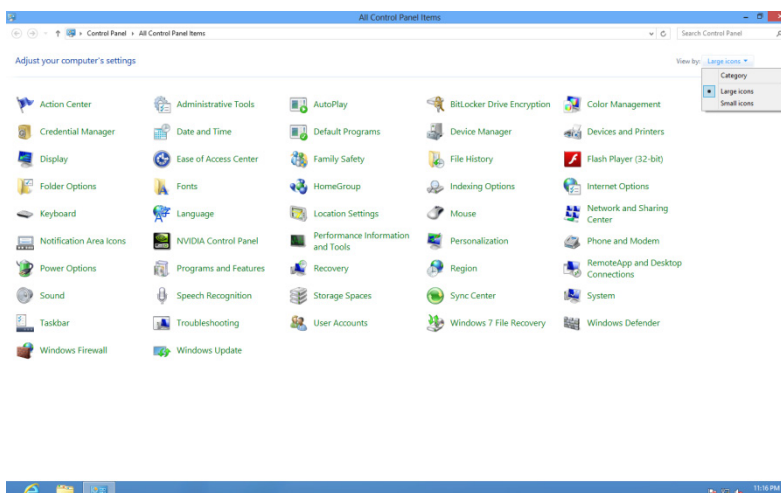 All Control Panel Items
Control Panel All Control Panel Items
Search Control Panel
Adjust your computer's settings
View by: Large icons
Category
Large icons
Small icons
Action Center
Administrative Tools
AutoPlay
BitLocker Drive Encryption
Color Management
Credential Manager
Date and Time
Default Programs
Device Manager
Devices and Printers
Display
Ease of Access Center
Family Safety
File History
Flash Player (32-bit)
Folder Options
Fonts
HomeGroup
Indexing Options
Internet Options
Keyboard
Language
Location Settings
Mouse
Network and Sharing
Center
Notification Area Icons
NVIDIA Control Panel
Performance Information
and Tools
Personalization
Phone and Modem
Power Options
Programs and Features
Recovery
Region
RemoteApp and Desktop
Connections
Sound
Speech Recognition
Storage Spaces
Sync Center
System
Taskbar
Troubleshooting
User Accounts
Windows 7 File Recovery
Windows Defender
Windows Firewall
Windows Update
11:16 PM